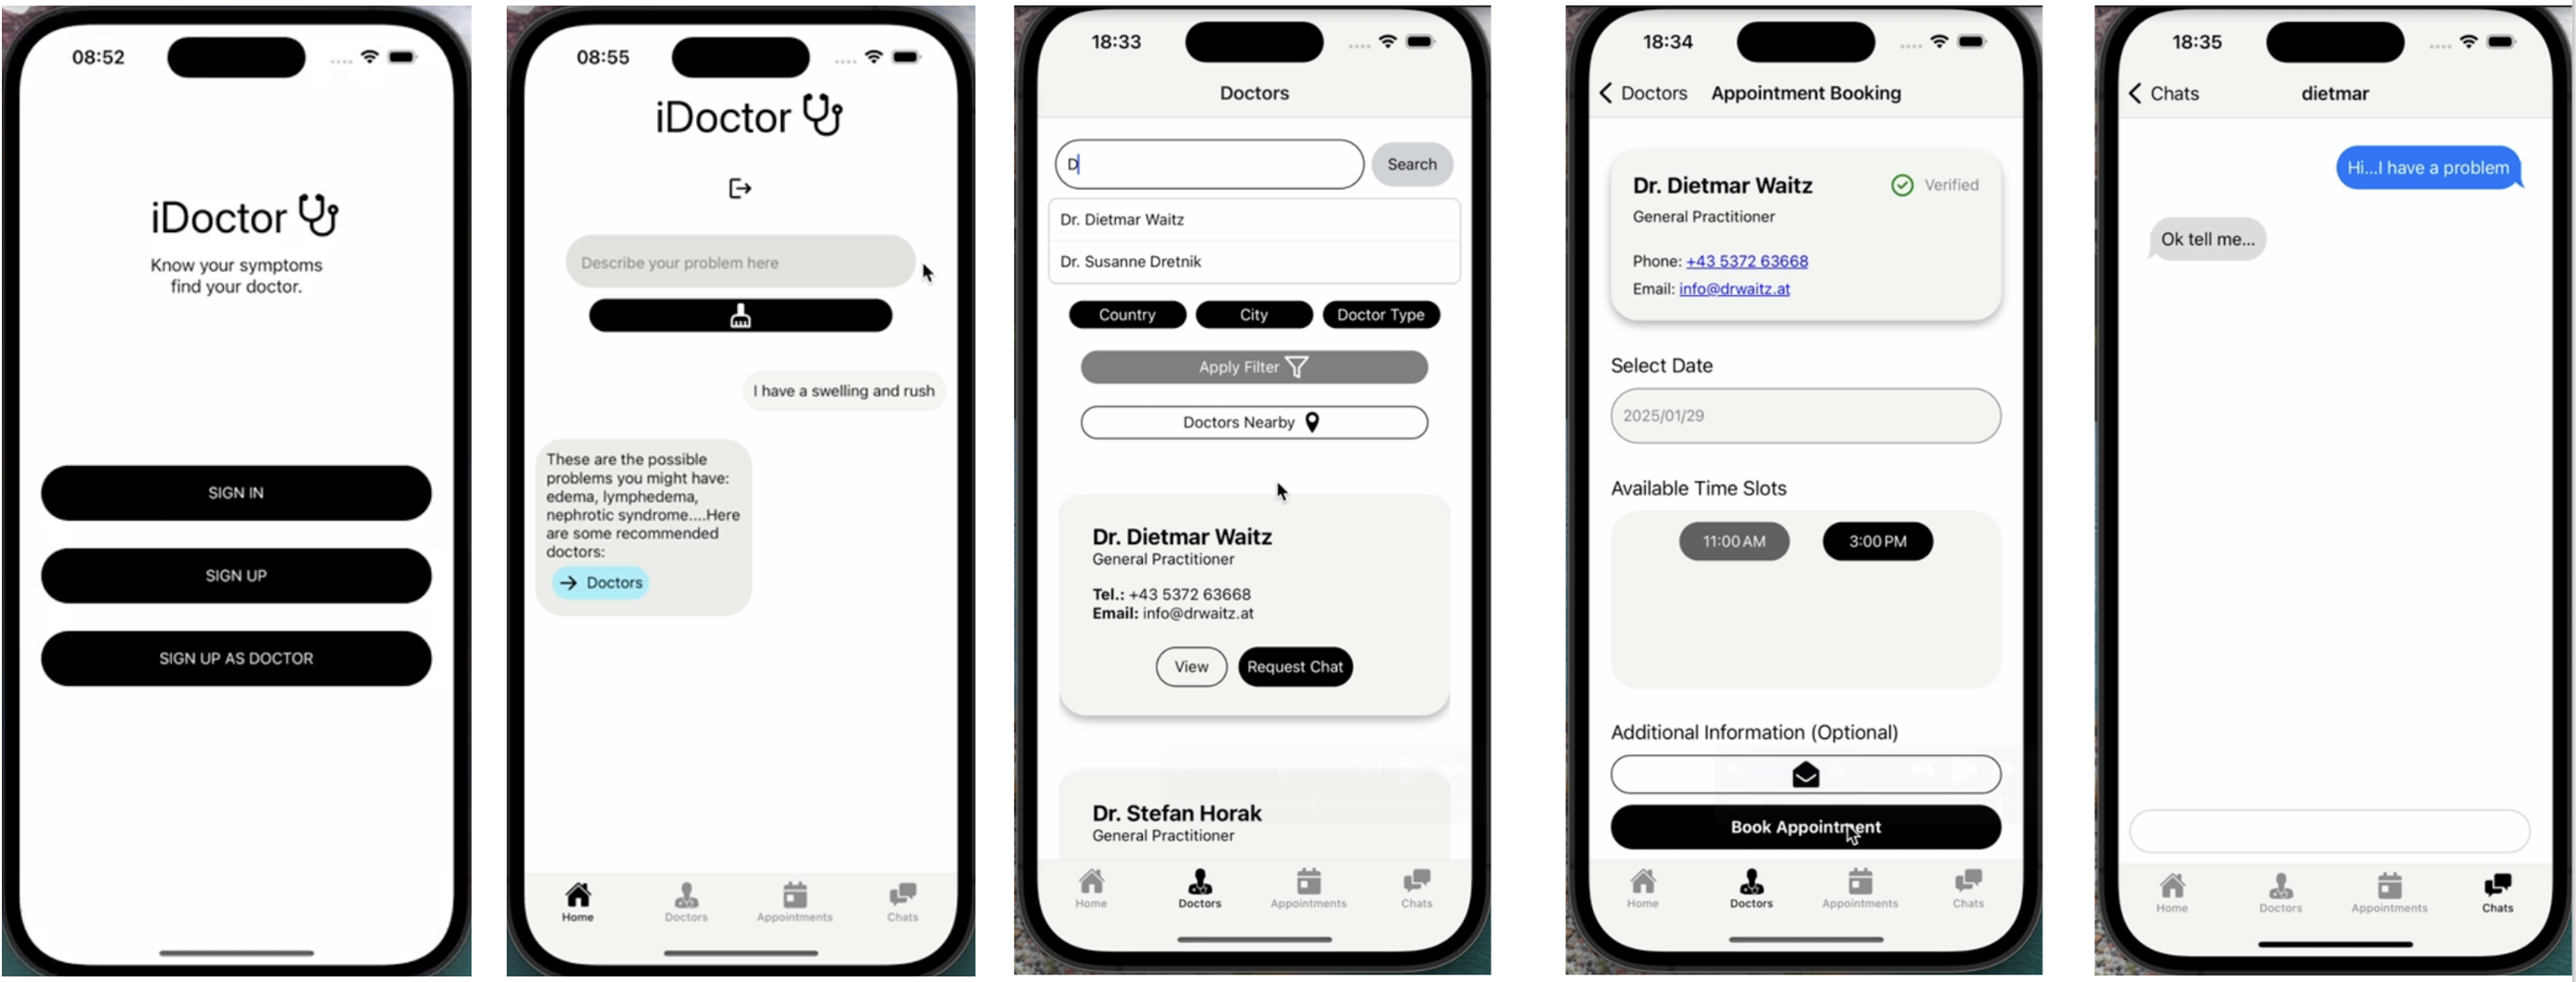 08:52
iDoctor
Know your symptoms
find your doctor.
SIGN IN
SIGN UP
SIGN UP AS DOCTOR
08:55
iDoctor
Describe your problem here
I have a swelling and rush
These are the possible
problems you might have:
edema, lymphedema,
nephrotic syndrome....Here
are some recommended
doctors:
Doctors
Home
Doctors
Appointments
Chats
18:33
Doctors
D
Search
Dr. Dietmar Waitz
Dr. Susanne Dretnik
Country
City
Doctor Type
Apply Filter
Doctors Nearby
Dr. Dietmar Waitz
General Practitioner
Tel.: +43 5372 63668
Email: info@drwaitz.at
View
Request Chat
Dr. Stefan Horak
General Practitioner
Home
Doctors
Appointments
Chats
18:34
Doctors
Appointment Booking
Dr. Dietmar Waitz
Verified
General Practitioner
Phone: +43 5372 63668
Email: info@drwaitz.at
Select Date
2025/01/29
Available Time Slots
11:00 AM
3:00 PM
Additional Information (Optional)
Book Appointment
Home
Doctors
Appointments
Chats
18:35
Chats
dietmar
Hi...I have a problem
Ok tell me...
Home
Doctors
Appointments
Chats